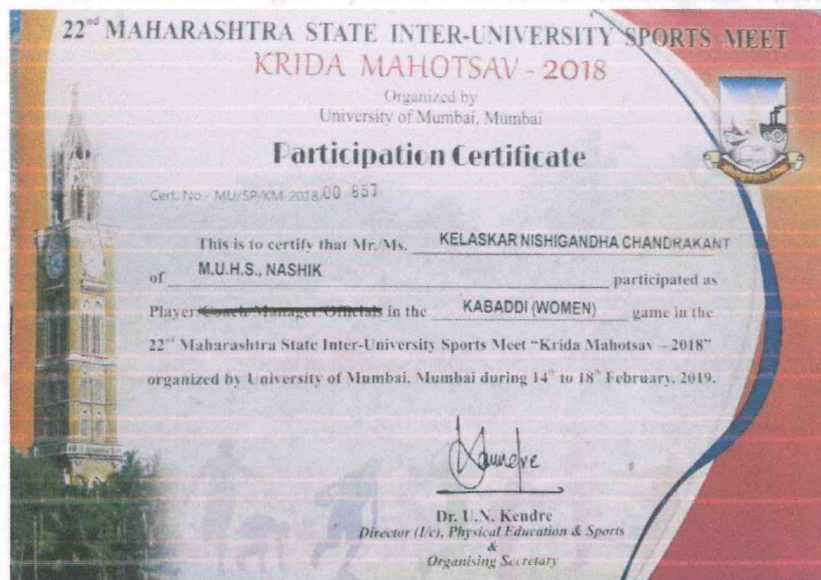 22nd MAHARASHTRA STATE INTER-UNIVERSITY SPORTS MEET
KRIDA MAHOTSAV - 2018
Organized by
University of Mumbai, Mumbai
Participation Certificate
Cert. No.- MU/SP/KM-2018/00 857
This is to certify that Mr./Ms. KELASKAR NISHIGANDHA CHANDRAKANT
of M.U.H.S., NASHIK participated as
Player/Coach/Manager/Officials in the KABADDI (WOMEN) game in the
22nd Maharashtra State Inter-University Sports Meet “Krida Mahotsav – 2018”
organized by University of Mumbai, Mumbai during 14th to 18th February, 2019.
Dr. U.N. Kendre
Director (I/c), Physical Education & Sports
&
Organising Secretary